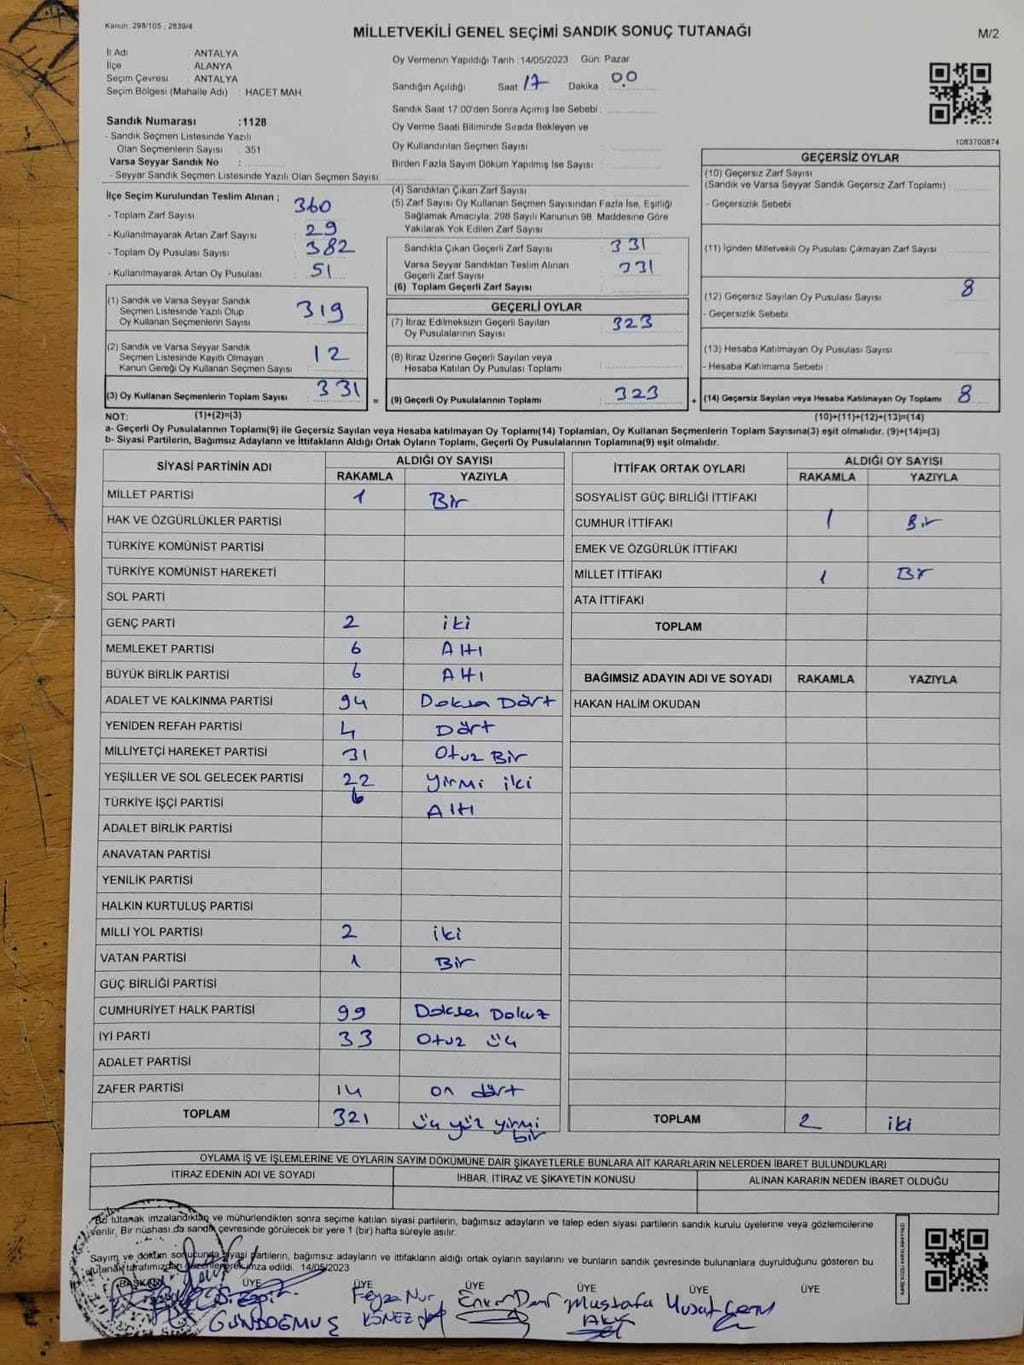 Kanun: 298/105 , 2839/4
MİLLETVEKİLİ GENEL SEÇİMİ SANDIK SONUÇ TUTANAĞI
M/2
İl Adı : ANTALYA
İlçe : ALANYA
Seçim Çevresi : ANTALYA
Seçim Bölgesi (Mahalle Adı) : HACET MAH.
Sandık Numarası :1128
- Sandık Seçmen Listesinde Yazılı
Olan Seçmenlerin Sayısı : 351
Varsa Seyyar Sandık No :
- Seyyar Sandık Seçmen Listesinde Yazılı Olan Seçmen Sayısı
Oy Vermenin Yapıldığı Tarih :14/05/2023 Gün: Pazar
Sandığın Açıldığı Saat 17 Dakika 00
Sandık Saat 17:00'den Sonra Açmış İse Sebebi
Oy Verme Saati Bitiminde Sırada Bekleyen ve
Oy Kullandırılan Seçmen Sayısı
Birden Fazla Sayım Döküm Yapılmış İse Sayısı
1083700874
İlçe Seçim Kurulundan Teslim Alınan ;
- Toplam Zarf Sayısı 360
- Kullanılmayarak Artan Zarf Sayısı 29
- Toplam Oy Pusulası Sayısı 382
- Kullanılmayarak Artan Oy Pusulası 51
(1) Sandık ve Varsa Seyyar Sandık
Seçmen Listesinde Yazılı Olup
Oy Kullanan Seçmenlerin Sayısı 319
(2) Sandık ve Varsa Seyyar Sandık
Seçmen Listesinde Kayıtlı Olmayan
Kanun Gereği Oy Kullanan Seçmen Sayısı 12
(3) Oy Kullanan Seçmenlerin Toplam Sayısı 331 =
(1)+(2)=(3)
(4) Sandıktan Çıkan Zarf Sayısı
(5) Zarf Sayısı Oy Kullanan Seçmen Sayısından Fazla İse, Eşitliği
Sağlamak Amacıyla; 298 Sayılı Kanunun 98. Maddesine Göre
Yakılarak Yok Edilen Zarf Sayısı
Sandıkta Çıkan Geçerli Zarf Sayısı 331
Varsa Seyyar Sandıktan Teslim Alınan
Geçerli Zarf Sayısı 331
(6) Toplam Geçerli Zarf Sayısı
GEÇERLİ OYLAR
(7) İtiraz Edilmeksizin Geçerli Sayılan
Oy Pusulalarının Sayısı 323
(8) İtiraz Üzerine Geçerli Sayılan veya
Hesaba Katılan Oy Pusulası Toplamı
(9) Geçerli Oy Pusulalarının Toplamı 323 +
GEÇERSİZ OYLAR
(10) Geçersiz Zarf Sayısı
(Sandık ve Varsa Seyyar Sandık Geçersiz Zarf Toplamı)
- Geçersizlik Sebebi
(11) İçinden Milletvekili Oy Pusulası Çıkmayan Zarf Sayısı
(12) Geçersiz Sayılan Oy Pusulası Sayısı 8
- Geçersizlik Sebebi
(13) Hesaba Katılmayan Oy Pusulası Sayısı
- Hesaba Katılmama Sebebi
(14) Geçersiz Sayılan veya Hesaba Katılmayan Oy Toplamı 8
(10)+(11)+(12)+(13)=(14)
NOT:
a- Geçerli Oy Pusulasının Toplamı(9) ile Geçersiz Sayılan veya Hesaba katılmayan Oy Toplamı(14) Toplamları, Oy Kullanan Seçmenlerin Toplam Sayısına(3) eşit olmalıdır. (9)+(14)=(3)
b- Siyasi Partilerin, Bağımsız Adayların ve İttifakların Aldığı Ortak Oyların Toplamı, Geçerli Oy Pusulalarının Toplamına(9) eşit olmalıdır.
SİYASİ PARTİNİN ADI ALDIĞI OY SAYISI
RAKAMLA YAZIYLA
MİLLET PARTİSİ 1 Bir
HAK VE ÖZGÜRLÜKLER PARTİSİ
TÜRKİYE KOMÜNİST PARTİSİ
TÜRKİYE KOMÜNİST HAREKETİ
SOL PARTİ
GENÇ PARTİ 2 iki
MEMLEKET PARTİSİ 6 Altı
BÜYÜK BİRLİK PARTİSİ 6 Altı
ADALET VE KALKINMA PARTİSİ 94 Doksan Dört
YENİDEN REFAH PARTİSİ 4 Dört
MİLLİYETÇİ HAREKET PARTİSİ 31 Otuz Bir
YEŞİLLER VE SOL GELECEK PARTİSİ 22 yirmi iki
TÜRKİYE İŞÇİ PARTİSİ 6 Altı
ADALET BİRLİK PARTİSİ
ANAVATAN PARTİSİ
YENİLİK PARTİSİ
HALKIN KURTULUŞ PARTİSİ
MİLLİ YOL PARTİSİ 2 iki
VATAN PARTİSİ 1 Bir
GÜÇ BİRLİĞİ PARTİSİ
CUMHURİYET HALK PARTİSİ 99 Doksan Dokuz
İYİ PARTİ 33 Otuz üç
ADALET PARTİSİ
ZAFER PARTİSİ 14 on dört
TOPLAM 321 üç yüz yirmi
bir
İTTİFAK ORTAK OYLARI ALDIĞI OY SAYISI
RAKAMLA YAZIYLA
SOSYALİST GÜÇ BİRLİĞİ İTTİFAKI
CUMHUR İTTİFAKI 1 Bir
EMEK VE ÖZGÜRLÜK İTTİFAKI
MİLLET İTTİFAKI 1 Bir
ATA İTTİFAKI
TOPLAM
BAĞIMSIZ ADAYIN ADI VE SOYADI RAKAMLA YAZIYLA
HAKAN HALİM OKUDAN
TOPLAM 2 iki
OYLAMA İŞ VE İŞLEMLERİNE VE OYLARIN SAYIM DÖKÜMÜNE DAİR ŞİKAYETLERLE BUNLARA AİT KARARLARIN NELERDEN İBARET BULUNDUKLARI
İTİRAZ EDENİN ADI VE SOYADI İHBAR, İTİRAZ VE ŞİKAYETİN KONUSU ALINAN KARARIN NEDEN İBARET OLDUĞU
Bu tutanak imzalandıktan ve mühürlendikten sonra seçime katılan siyasi partilerin, bağımsız adayların ve talep eden siyasi partilerin sandık kurulu üyelerine veya gözlemcilerine
verilir. Bir nüshası da sandık çevresinde görülecek bir yere 1 (bir) hafta süreyle asılır.
Sayım ve döküm sonucunda siyasi partilerin, bağımsız adayların ve ittifakların aldığı ortak oyların sayılarını ve bunların sandık çevresinde bulunanlara duyrulduğunu gösteren bu
tutanak tarafımızdan düzenlenerek imza edildi. 14/05/2023
BAŞKAN ÜYE ÜYE ÜYE ÜYE ÜYE
GÜNDOĞMUŞ
Feyza Nur
Mustafa